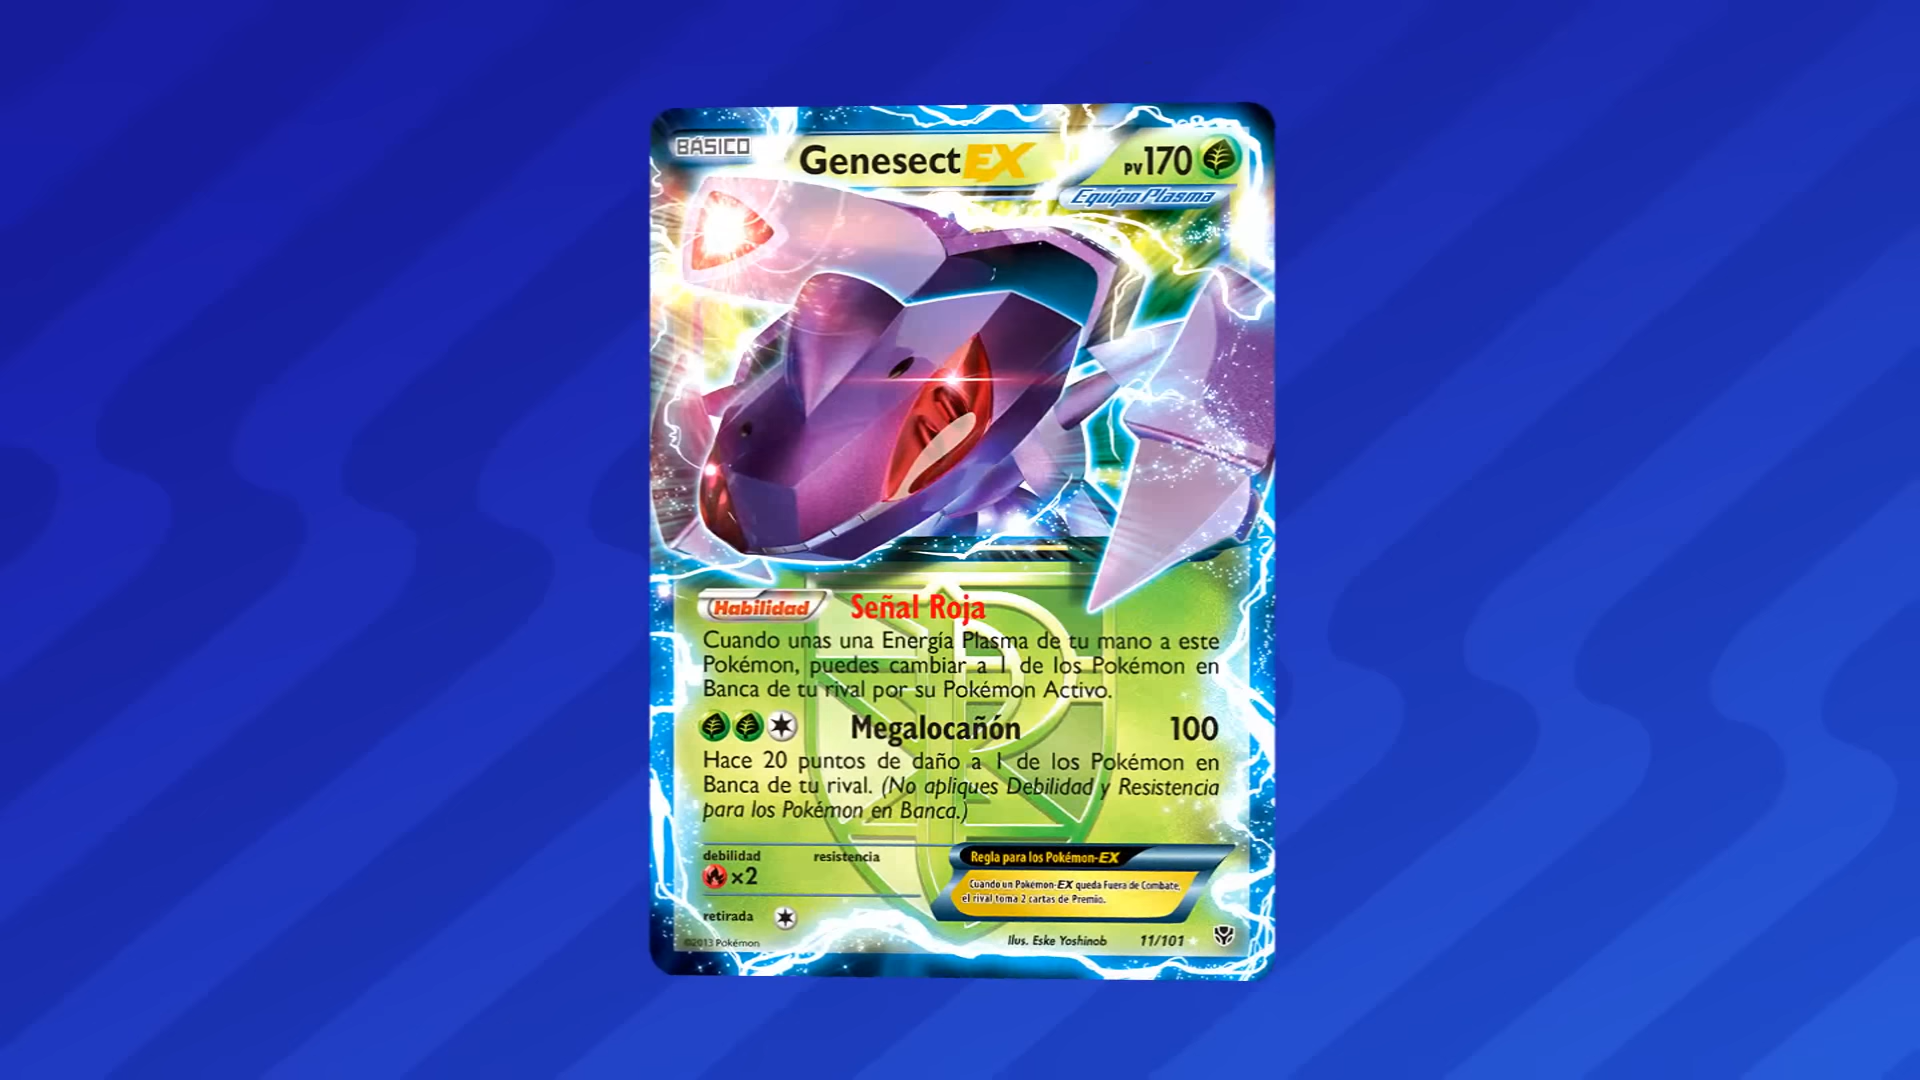 BÁSICO
Genesect EX
PV170
Equipo Plasma
Habilidad Señal Roja
Cuando unas una Energía Plasma de tu mano a este
Pokémon, puedes cambiar a 1 de los Pokémon en
Banca de tu rival por su Pokémon Activo.
Megalocañón 100
Hace 20 puntos de daño a 1 de los Pokémon en
Banca de tu rival. (No apliques Debilidad y Resistencia
para los Pokémon en Banca.)
debilidad resistencia
×2
retirada
Regla para los Pokémon-EX
Cuando un Pokémon-EX queda Fuera de Combate,
el rival toma 2 cartas de Premio.
©2013 Pokémon
Ilus. Eske Yoshinob
11/101